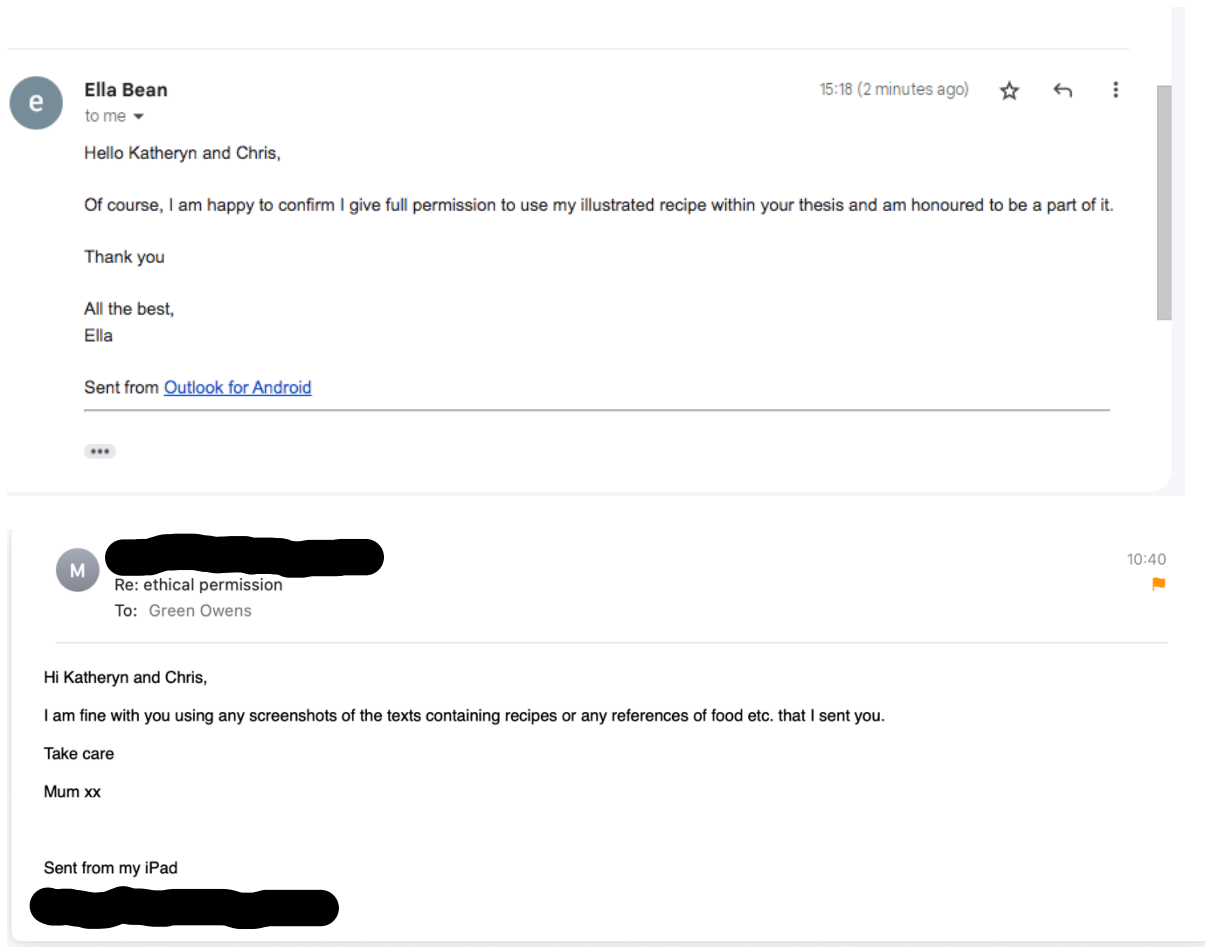 e
Ella Bean
15:18 (2 minutes ago)
to me
Hello Katheryn and Chris,
Of course, I am happy to confirm I give full permission to use my illustrated recipe within your thesis and am honoured to be a part of it.
Thank you
All the best,
Ella
Sent from Outlook for Android
M
10:40
Re: ethical permission
To: Green Owens
Hi Katheryn and Chris,
I am fine with you using any screenshots of the texts containing recipes or any references of food etc. that I sent you.
Take care
Mum xx
Sent from my iPad